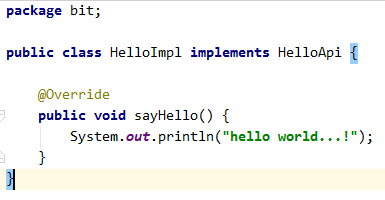 package bit;
public class HelloImpl implements HelloApi {
@Override
public void sayHello() {
System.out.println("hello world...!");
}
}